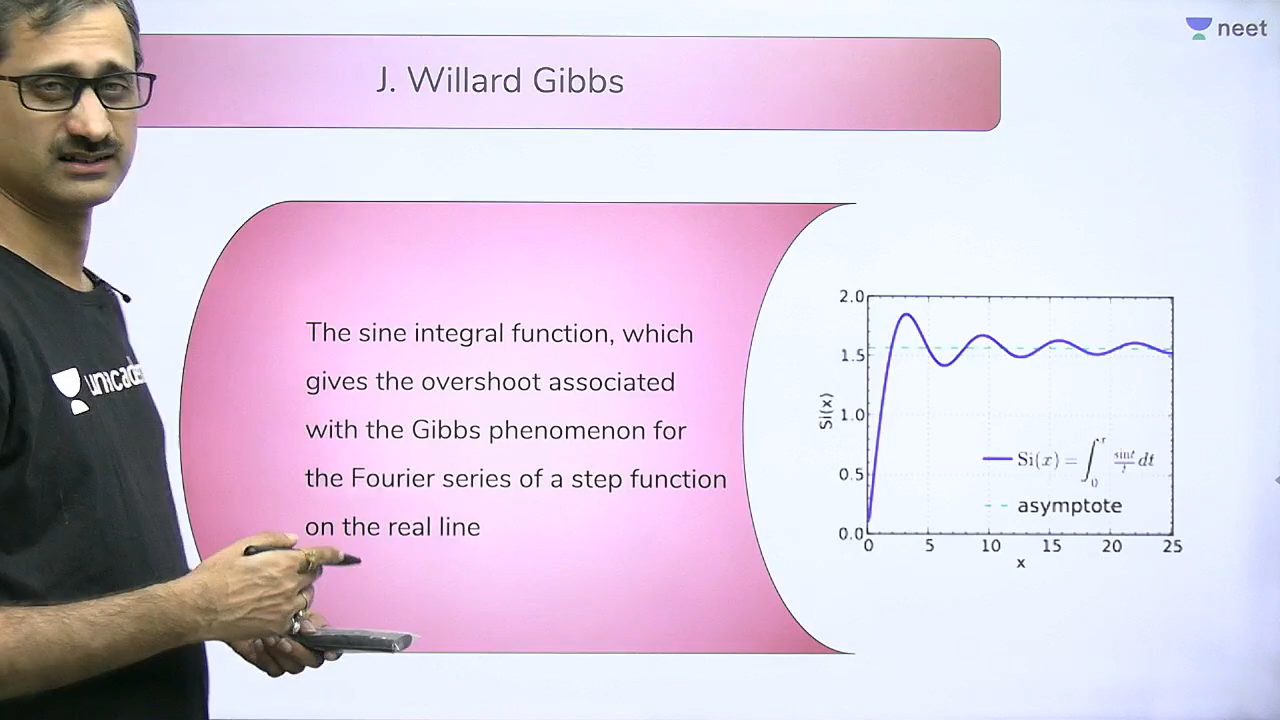 neet
J. Willard Gibbs
The sine integral function, which
gives the overshoot associated
with the Gibbs phenomenon for
the Fourier series of a step function
on the real line
2.0
1.5
1.0
0.5
0.0
Si(x)
Si(x) = ∫₀ˣ sint/t dt
asymptote
0 5 10 15 20 25
x